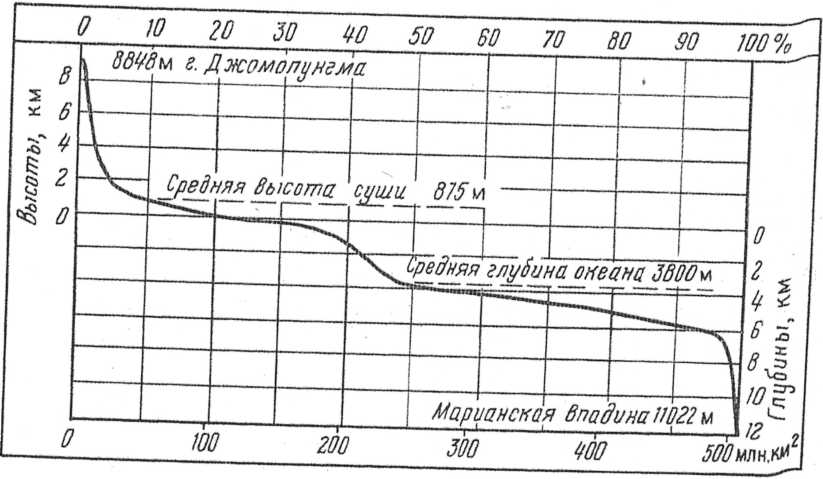 0 10 20 30 40 50 60 70 80 90 100 %
8848 м г. Джомолунгма
Высоты, км
8
6
4
2
0
Средняя высота суши 875 м
Средняя глубина океана 3800 м
0
2
4
6
8
10
12
Глубины, км
Марианская впадина 11022 м
0 100 200 300 400 500 млн.км²